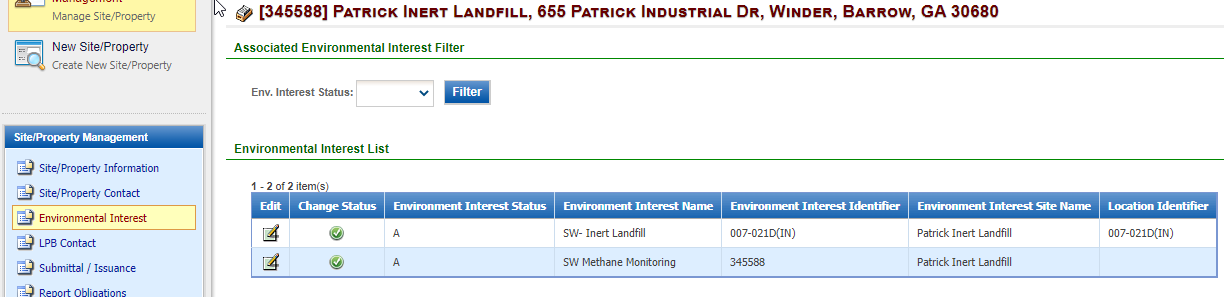 Management
Manage Site/Property
New Site/Property
Create New Site/Property
Site/Property Management
Site/Property Information
Site/Property Contact
Environmental Interest
LPB Contact
Submittal / Issuance
Report Obligations
[345588] Patrick Inert Landfill, 655 Patrick Industrial Dr, Winder, Barrow, GA 30680
Associated Environmental Interest Filter
Env. Interest Status: Filter
Environmental Interest List
1 - 2 of 2 item(s)
Edit Change Status Environment Interest Status Environment Interest Name Environment Interest Identifier Environment Interest Site Name Location Identifier
A SW- Inert Landfill 007-021D(IN) Patrick Inert Landfill 007-021D(IN)
A SW Methane Monitoring 345588 Patrick Inert Landfill